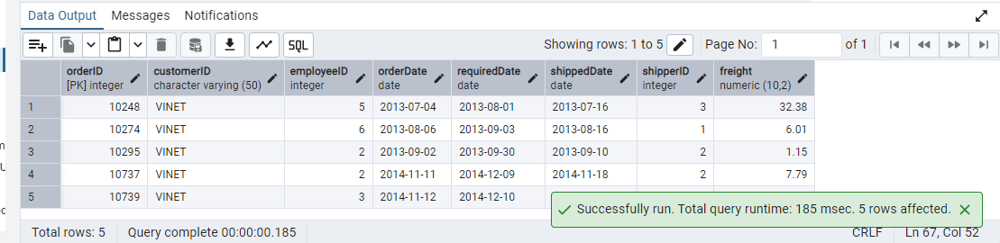 Data Output Messages Notifications
SQL Showing rows: 1 to 5 Page No: 1 of 1
orderID customerID employeeID orderDate requiredDate shippedDate shipperID freight
[PK] integer character varying (50) integer date date date integer numeric (10,2)
1 10248 VINET 5 2013-07-04 2013-08-01 2013-07-16 3 32.38
2 10274 VINET 6 2013-08-06 2013-09-03 2013-08-16 1 6.01
3 10295 VINET 2 2013-09-02 2013-09-30 2013-09-10 2 1.15
4 10737 VINET 2 2014-11-11 2014-12-09 2014-11-18 2 7.79
5 10739 VINET 3 2014-11-12 2014-12-10
Successfully run. Total query runtime: 185 msec. 5 rows affected.
Total rows: 5 Query complete 00:00:00.185 CRLF Ln 67, Col 52